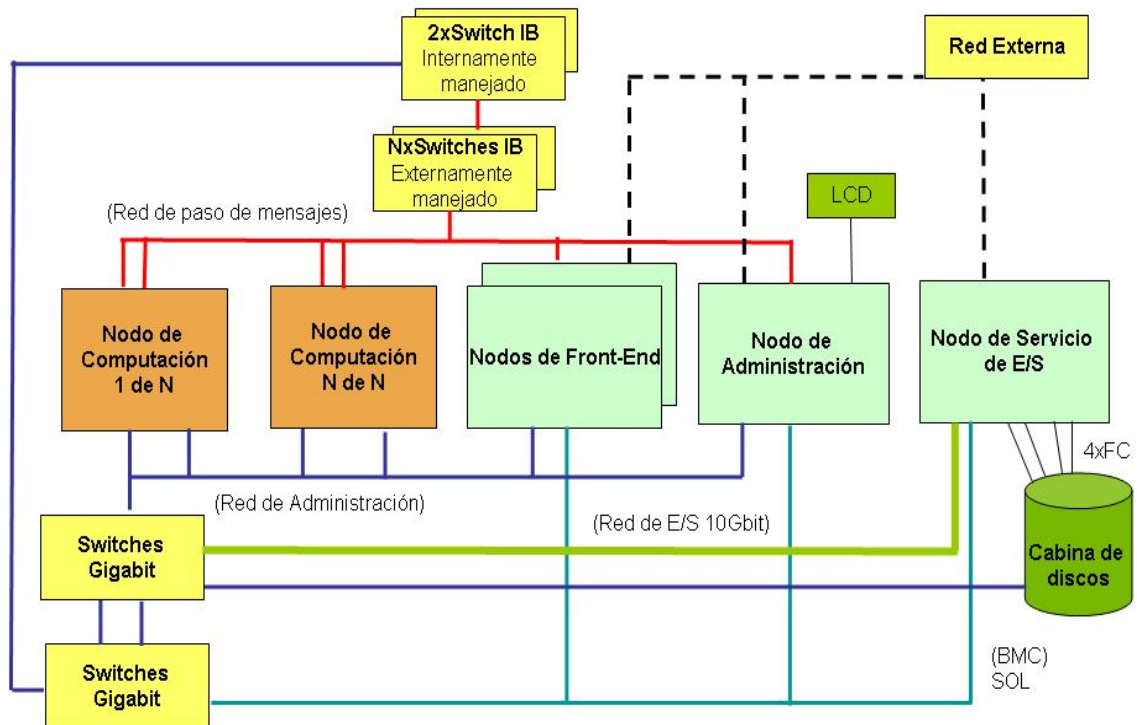 2xSwitch IB
Internamente
manejado
Red Externa
NxSwitches IB
Externamente
manejado
LCD
(Red de paso de mensajes)
Nodo de
Computación
1 de N
Nodo de
Computación
N de N
Nodos de Front-End
Nodo de
Administración
Nodo de Servicio
de E/S
4xFC
(Red de Administración)
(Red de E/S 10Gbit)
Switches
Gigabit
Cabina de
discos
Switches
Gigabit
(BMC)
SOL